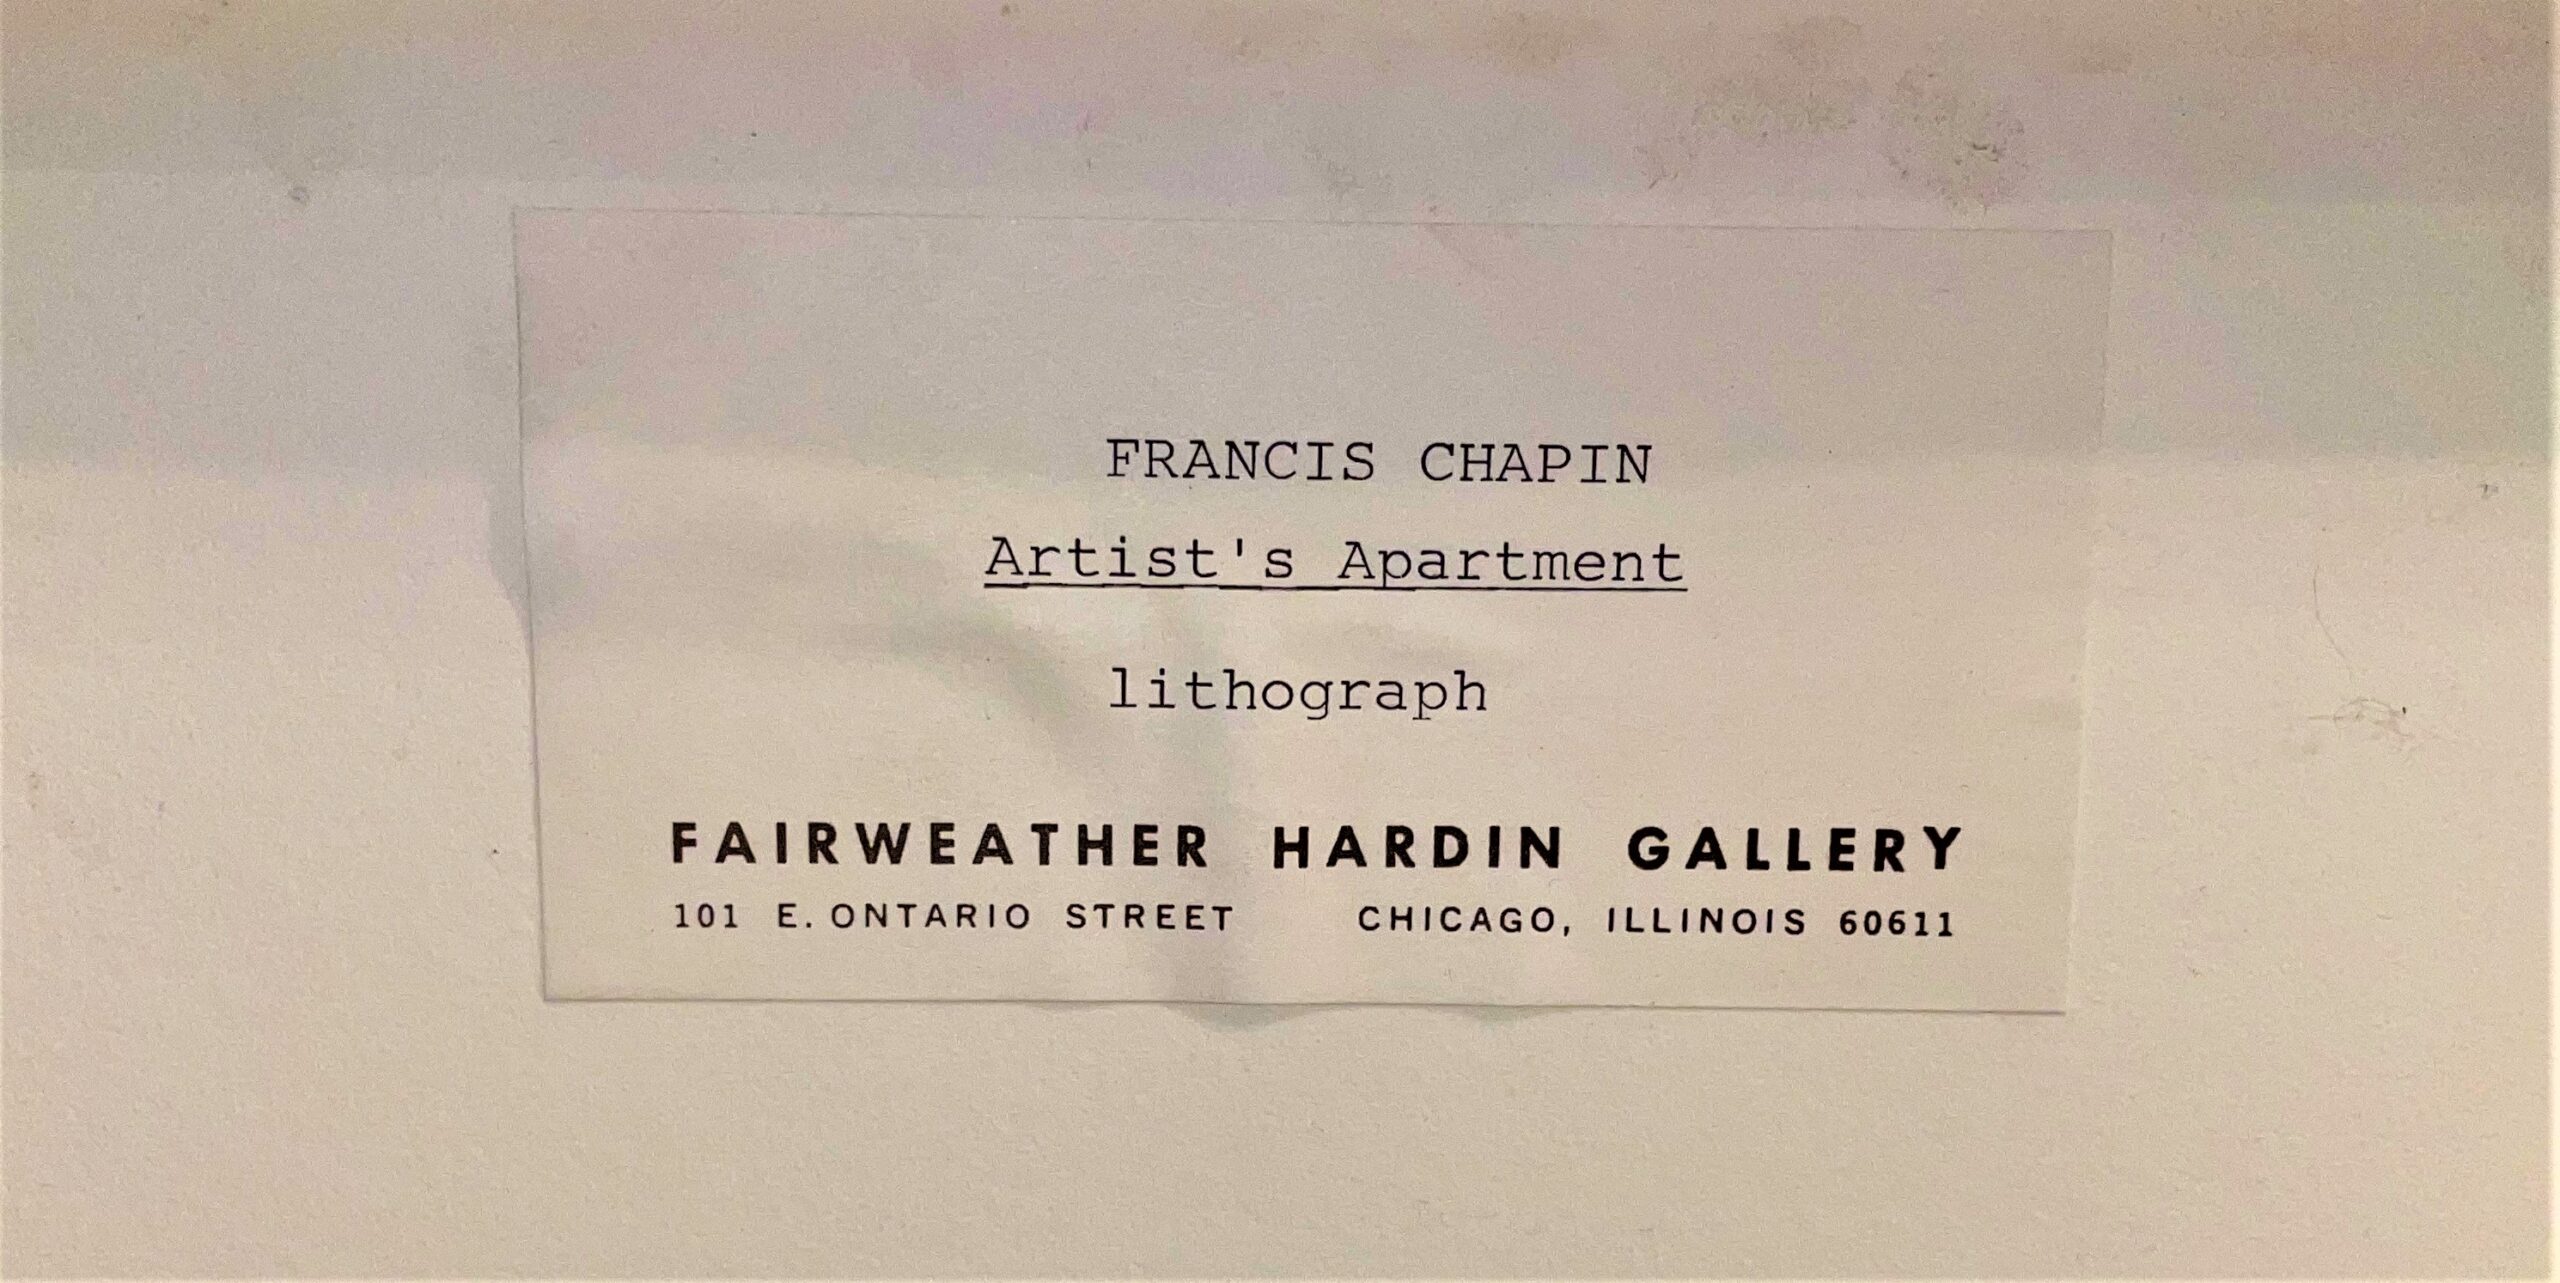 FRANCIS CHAPIN
Artist's Apartment
lithograph
FAIRWEATHER HARDIN GALLERY
101 E. ONTARIO STREET CHICAGO, ILLINOIS 60611